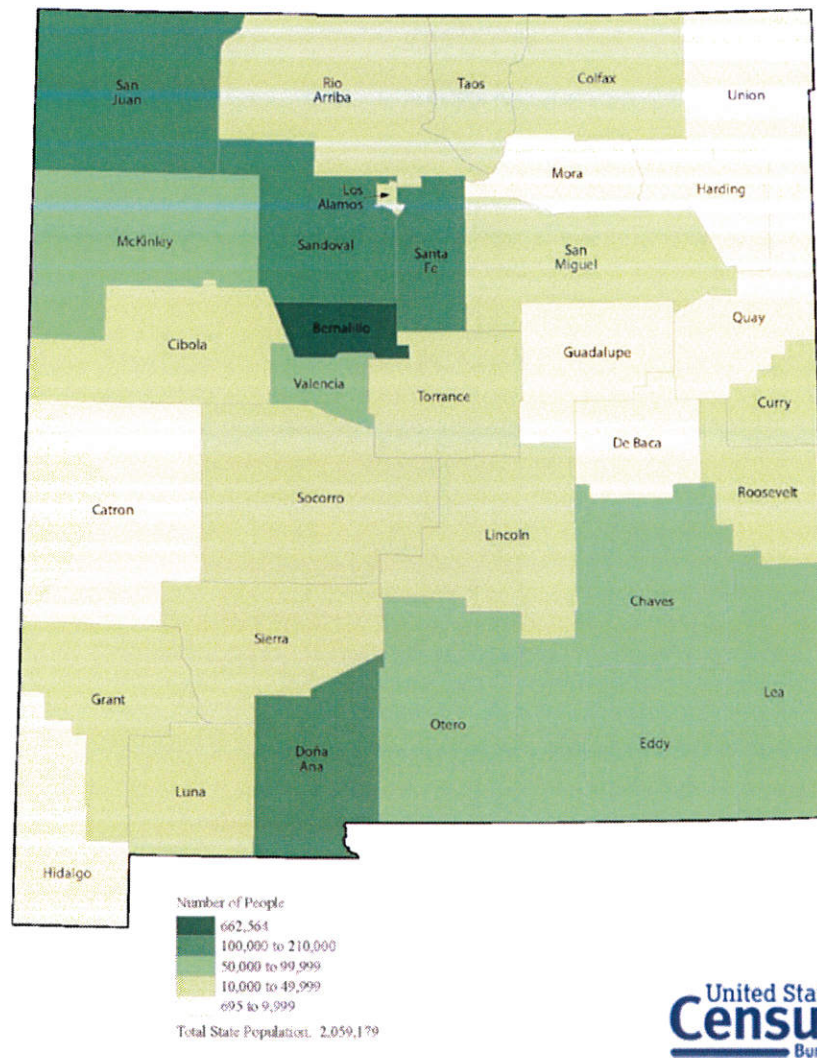 San
Juan
Rio
Arriba
Taos
Colfax
Union
Mora
Harding
Los
Alamos
McKinley
Sandoval
Santa
Fe
San
Miguel
Quay
Bernalillo
Cibola
Guadalupe
Valencia
Torrance
Curry
De Baca
Catron
Socorro
Roosevelt
Lincoln
Chaves
Sierra
Grant
Lea
Otero
Eddy
Doña
Ana
Luna
Hidalgo
Number of People
662,564
100,000 to 210,000
50,000 to 99,999
10,000 to 49,999
695 to 9,999
Total State Population. 2,059,179
United Sta
Censu
Bur